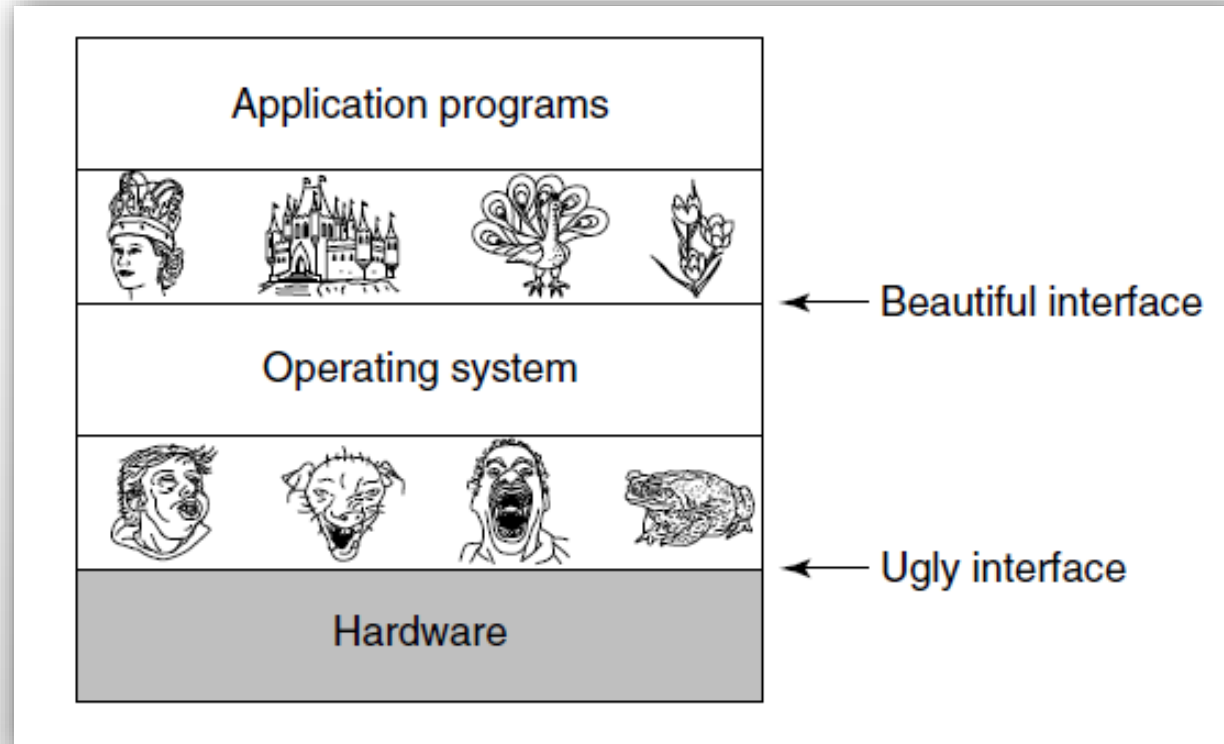 Application programs
Beautiful interface
Operating system
Ugly interface
Hardware